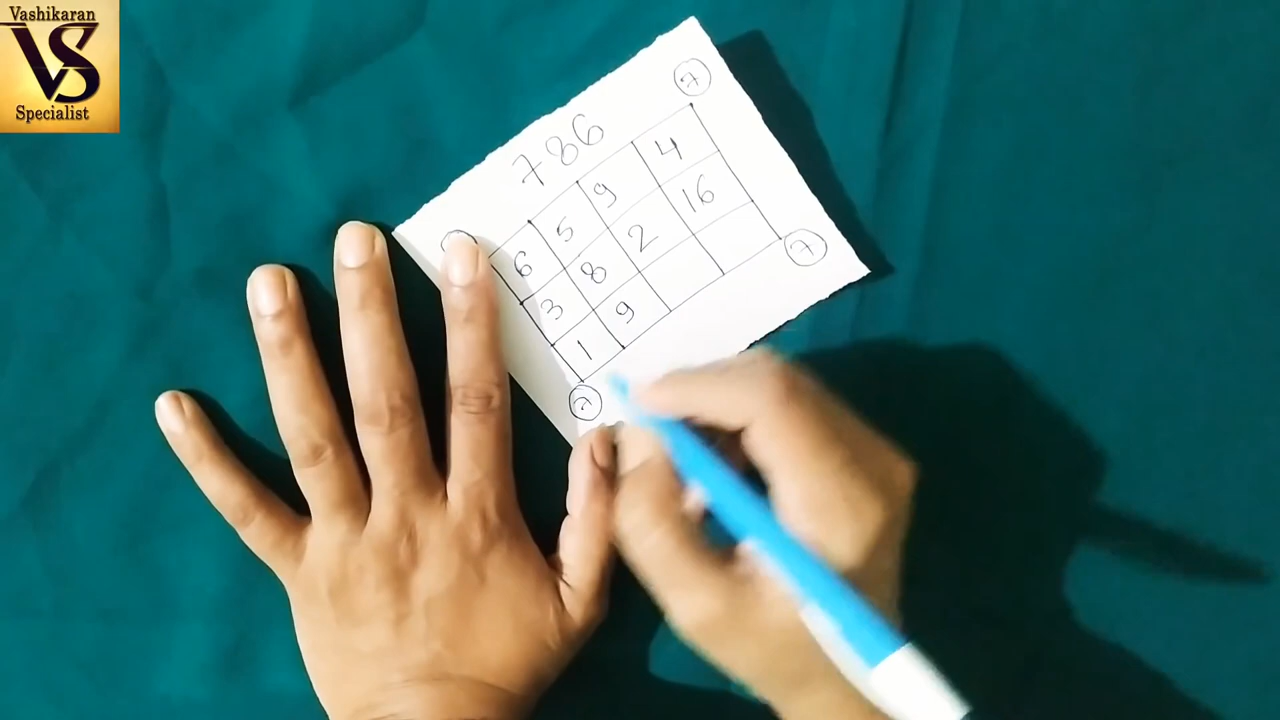 Vashikaran
VS
Specialist
7
786
6 5 9 4
3 8 2 16
1 9
7 7